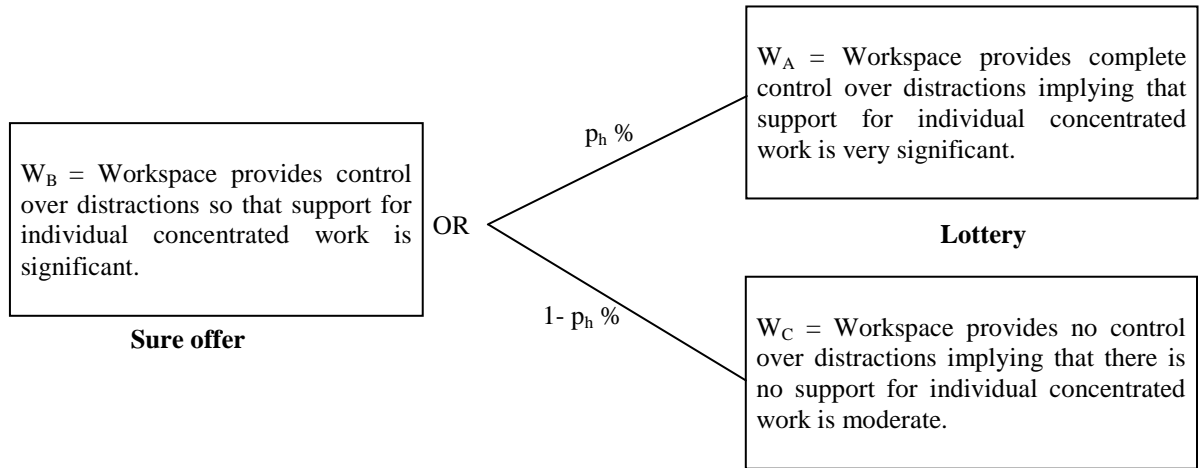 W_B = Workspace provides control
over distractions so that support for
individual concentrated work is
significant.
Sure offer
OR
p_h %
1- p_h %
W_A = Workspace provides complete
control over distractions implying that
support for individual concentrated
work is very significant.
Lottery
W_C = Workspace provides no control
over distractions implying that there is
no support for individual concentrated
work is moderate.